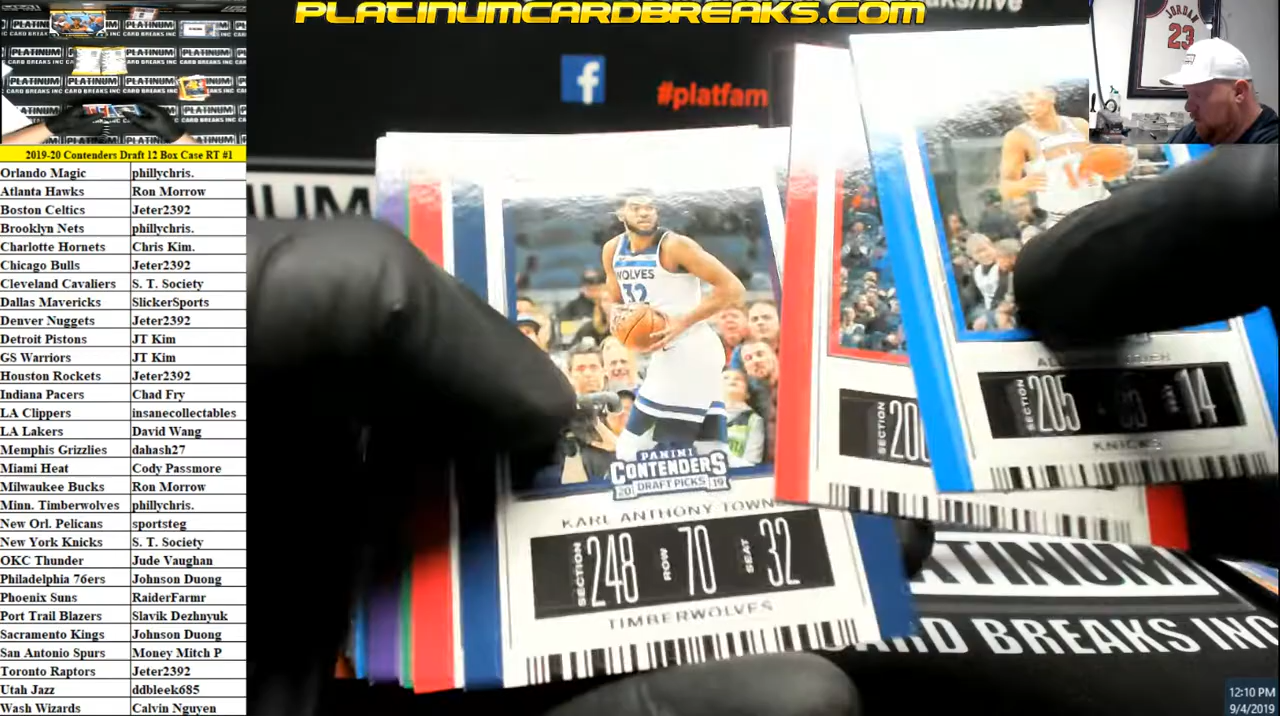 PLATINUMCARDBREAKS.COM
JORDAN
23
#platfam
2019-20 Contenders Draft 12 Box Case RT #1
Orlando Magic phillychris.
Atlanta Hawks Ron Morrow
Boston Celtics Jeter2392
Brooklyn Nets phillychris.
Charlotte Hornets Chris Kim.
Chicago Bulls Jeter2392
Cleveland Cavaliers S. T. Society
Dallas Mavericks SlickerSports
Denver Nuggets Jeter2392
Detroit Pistons JT Kim
GS Warriors JT Kim
Houston Rockets Jeter2392
Indiana Pacers Chad Fry
LA Clippers insanecollectables
LA Lakers David Wang
Memphis Grizzlies dahash27
Miami Heat Cody Passmore
Milwaukee Bucks Ron Morrow
Minn. Timberwolves phillychris.
New Orl. Pelicans sportsteg
New York Knicks S. T. Society
OKC Thunder Jude Vaughan
Philadelphia 76ers Johnson Duong
Phoenix Suns RaiderFarmr
Port Trail Blazers Slavik Dezhnyuk
Sacramento Kings Johnson Duong
San Antonio Spurs Money Mitch P
Toronto Raptors Jeter2392
Utah Jazz ddbleek685
Wash Wizards Calvin Nguyen
WOLVES
32
PANINI
CONTENDERS
20 DRAFT PICKS 19
KARL ANTHONY TOWN
SECTION 248 ROW 70 SEAT 32
TIMBERWOLVES
SECTION 20
SECTION 205 14
KNICKS
ATINUM
CARD BREAKS INC
12:10 PM
9/4/2019